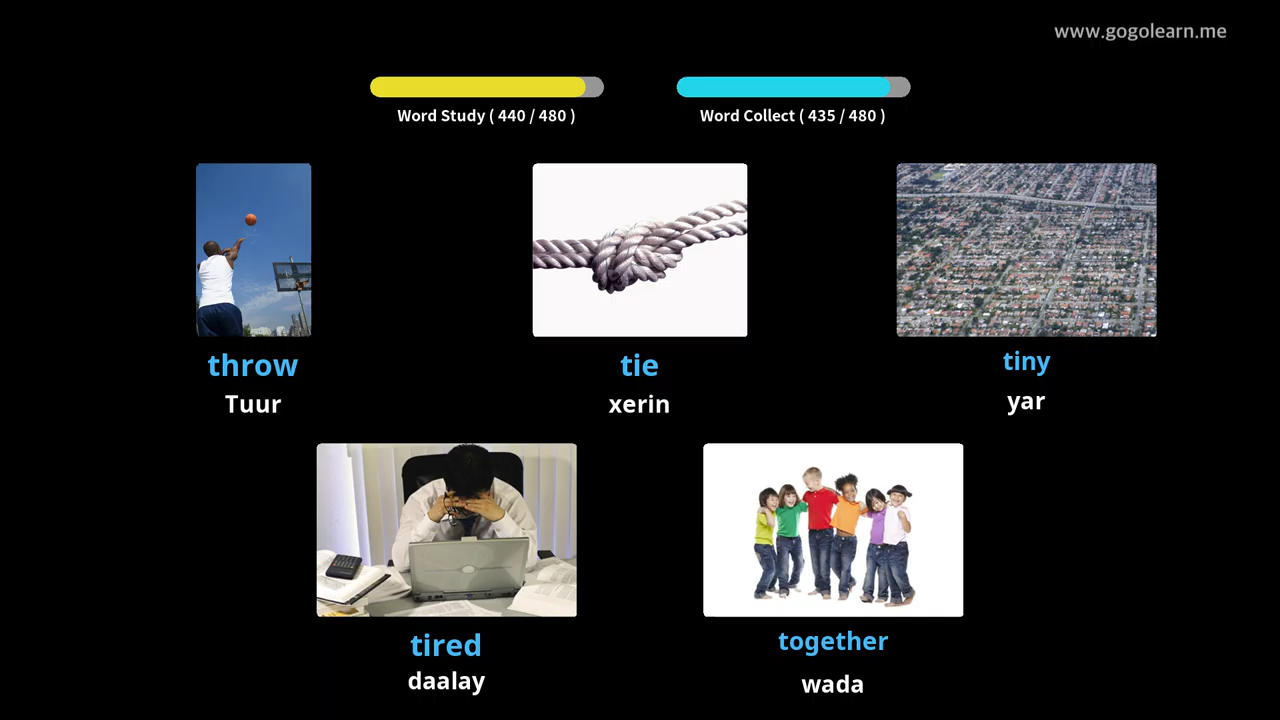 www.gogolearn.me
Word Study ( 440 / 480 )
Word Collect ( 435 / 480 )
throw
Tuur
tie
xerin
tiny
yar
tired
daalay
together
wada